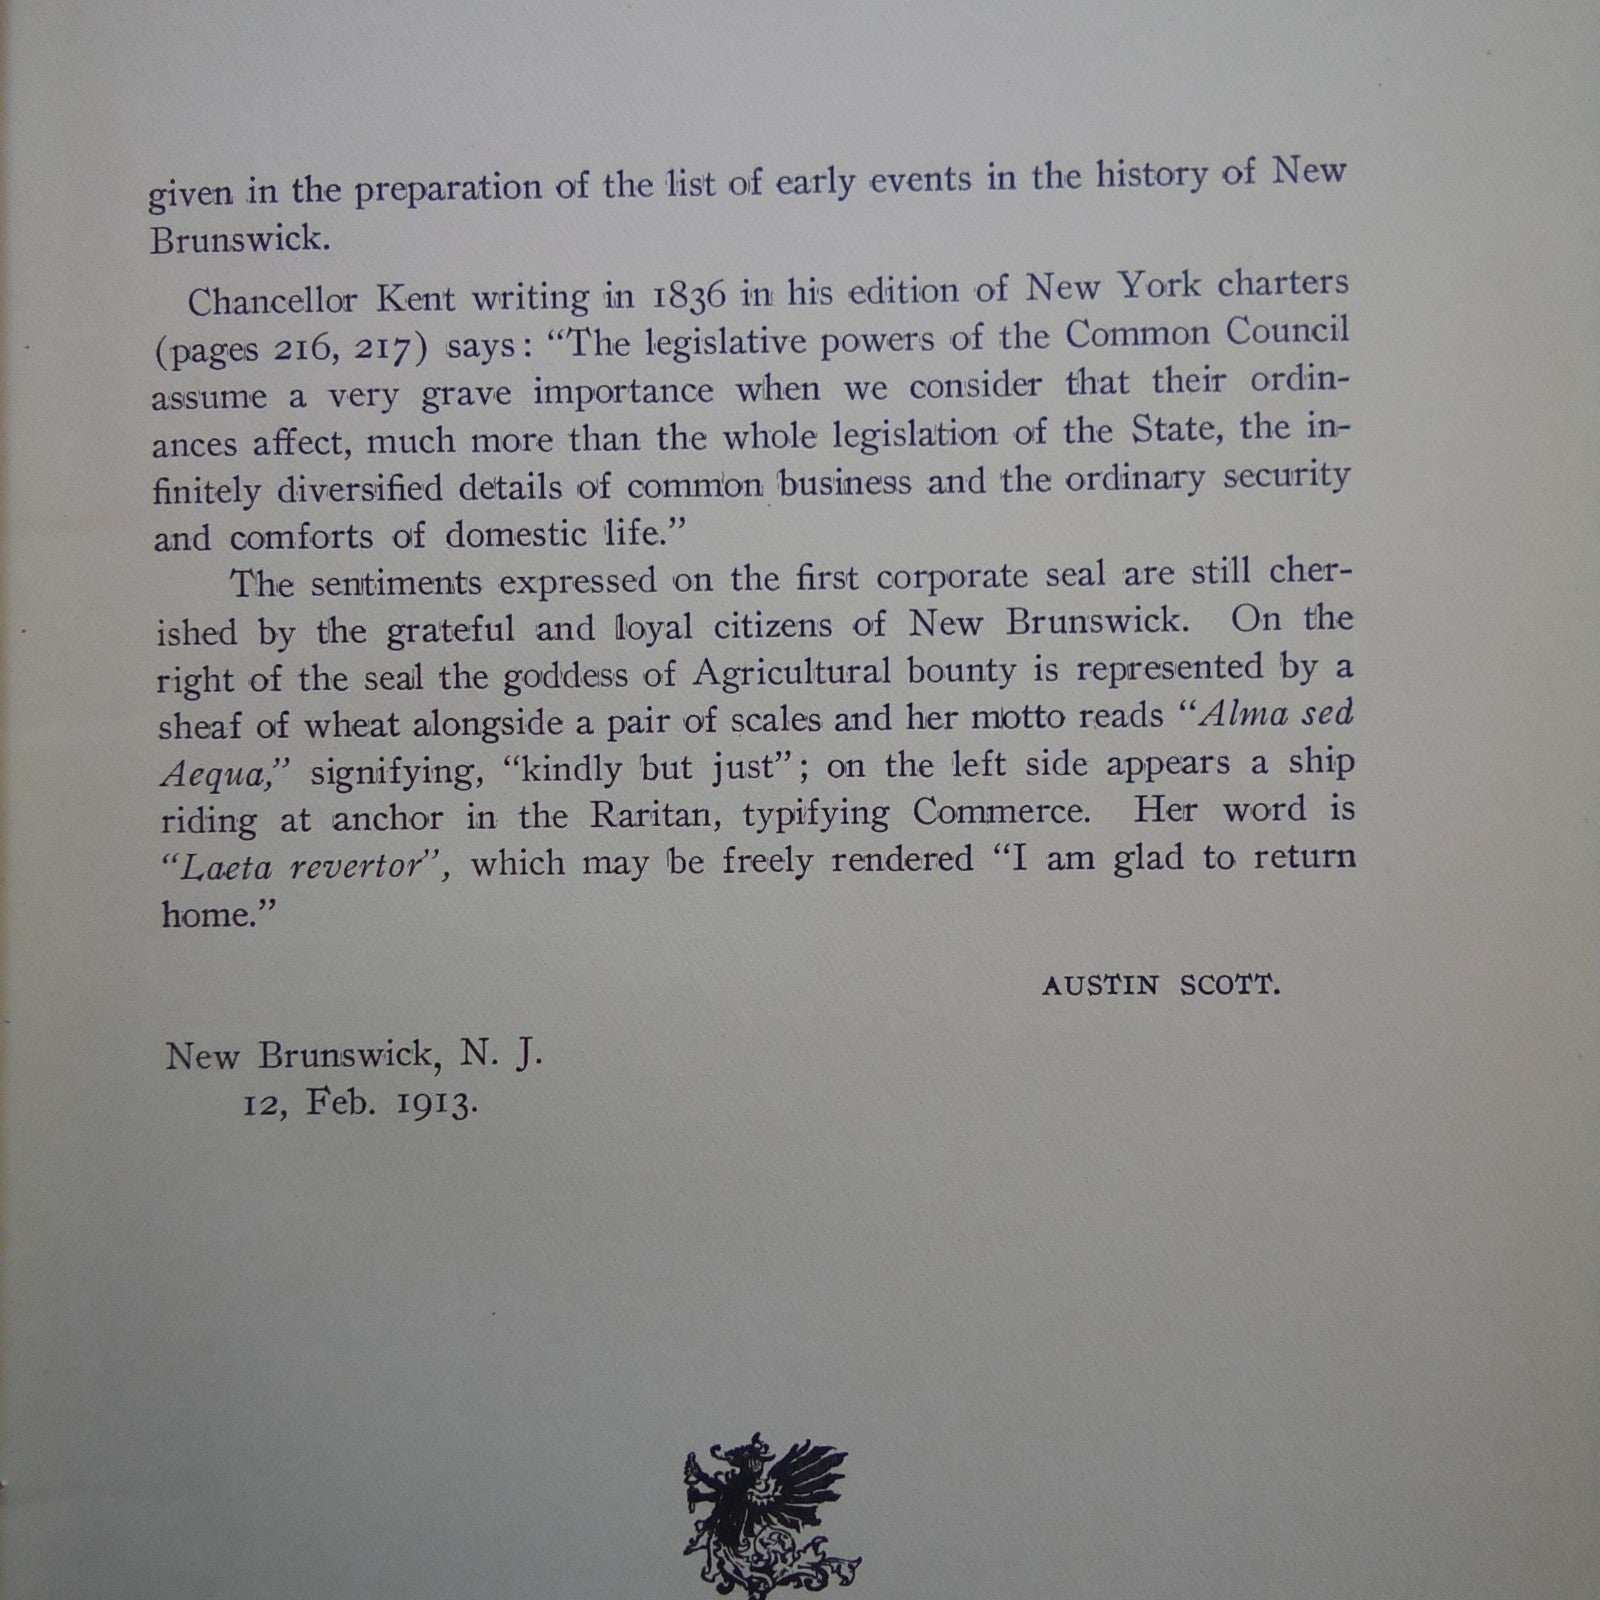 given in the preparation of the list of early events in the history of New
Brunswick.
Chancellor Kent writing in 1836 in his edition of New York charters
(pages 216, 217) says: “The legislative powers of the Common Council
assume a very grave importance when we consider that their ordin-
ances affect, much more than the whole legislation of the State, the in-
finitely diversified details of common business and the ordinary security
and comforts of domestic life.”
The sentiments expressed on the first corporate seal are still cher-
ished by the grateful and loyal citizens of New Brunswick. On the
right of the seal the goddess of Agricultural bounty is represented by a
sheaf of wheat alongside a pair of scales and her motto reads “Alma sed
Aequa,” signifying, “kindly but just”; on the left side appears a ship
riding at anchor in the Raritan, typifying Commerce. Her word is
“Laeta revertor”, which may be freely rendered “I am glad to return
home.”
AUSTIN SCOTT.
New Brunswick, N. J.
12, Feb. 1913.